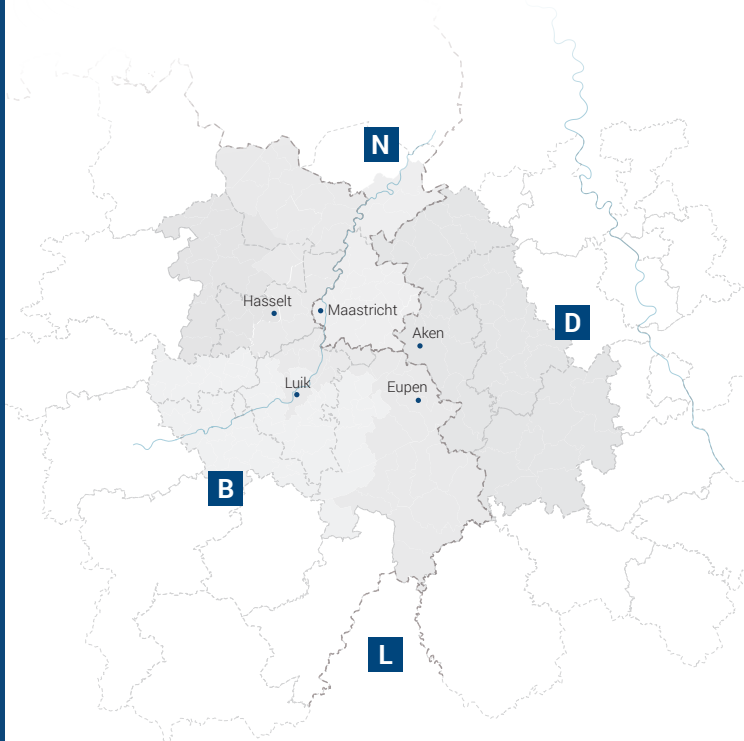 N
Hasselt
Maastricht
D
Aken
Luik
Eupen
B
L